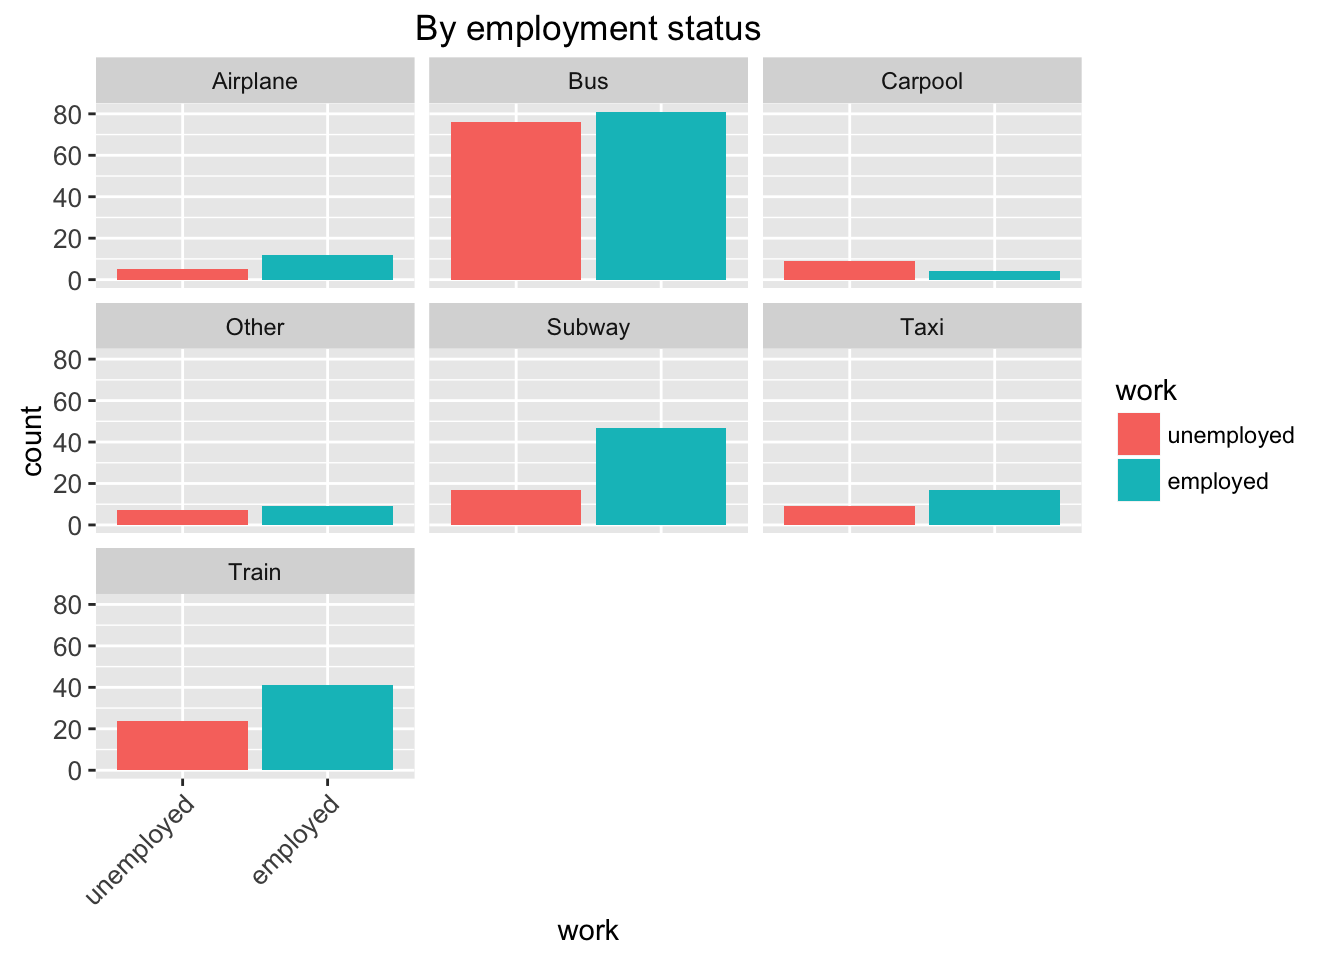 By employment status
Airplane
Bus
Carpool
80
60
40
20
0
Other
Subway
Taxi
80
60
40
20
0
count
work
unemployed
employed
Train
80
60
40
20
0
unemployed
employed
work